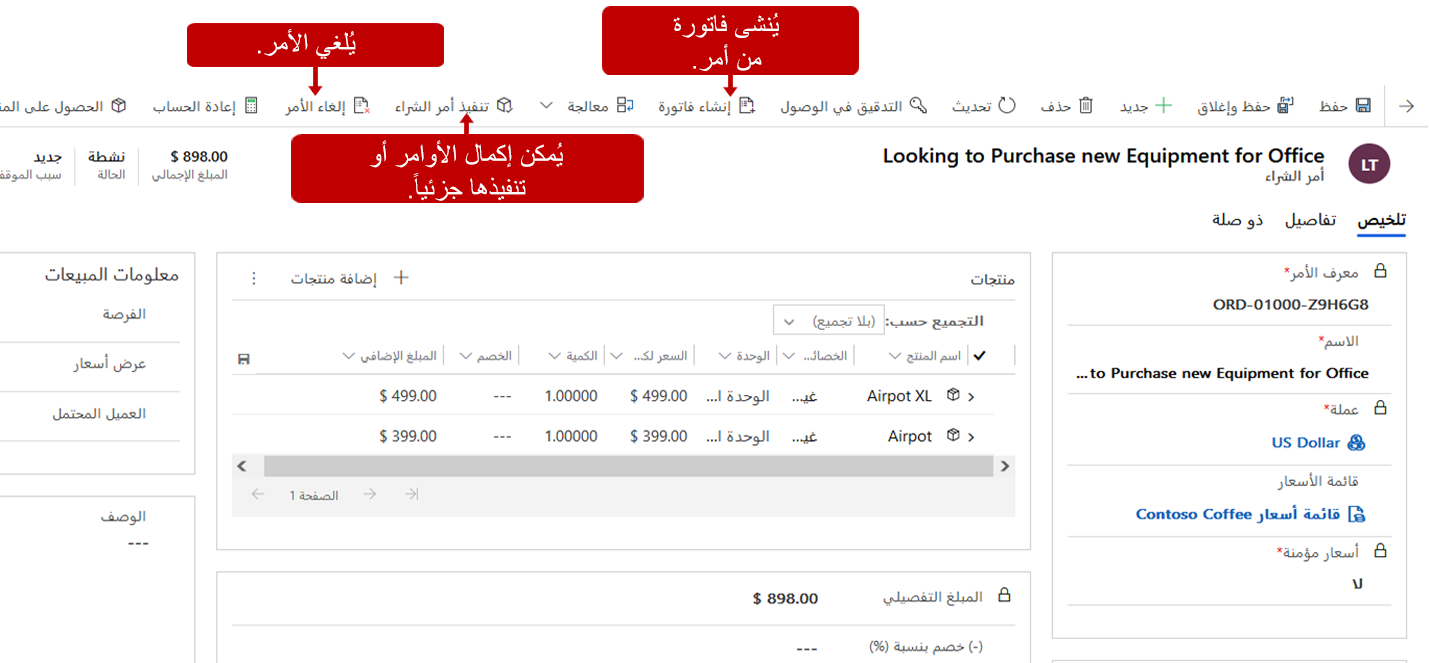 يُنشى فاتورة
من أمر.
يُلغي الأمر.
حفظ
حفظ وإغلاق
جديد
حذف
تحديث
التدقيق في الوصول
إنشاء فاتورة
معالجة
تنفيذ أمر الشراء
إلغاء الأمر
إعادة الحساب
الحصول على
يُمكن إكمال الأوامر أو
تنفيذها جزئياً.
LT
Looking to Purchase new Equipment for Office
أمر الشراء
$ 898.00
المبلغ الإجمالي
نشطة
الحالة
جديد
سبب
تلخيص
تفاصيل
ذو صلة
معرف الأمر*
ORD-01000-Z9H6G8
الاسم*
...to Purchase new Equipment for Office
عملة*
US Dollar
قائمة الأسعار
قائمة أسعار Contoso Coffee
أسعار مؤمنة*
لا
منتجات
إضافة منتجات
التجميع حسب: (بلا تجميع)
اسم المنتج
الخصائ...
الوحدة
السعر لك...
الكمية
الخصم
المبلغ الإضافي
Airpot XL غيـ... الوحدة ا... $ 499.00 1.00000 --- $ 499.00
Airpot غيـ... الوحدة ا... $ 399.00 1.00000 --- $ 399.00
الصفحة 1
المبلغ التفصيلي
$ 898.00
(-) خصم بنسبة (%)
---
معلومات المبيعات
الفرصة
عرض أسعار
العميل المحتمل
الوصف
---